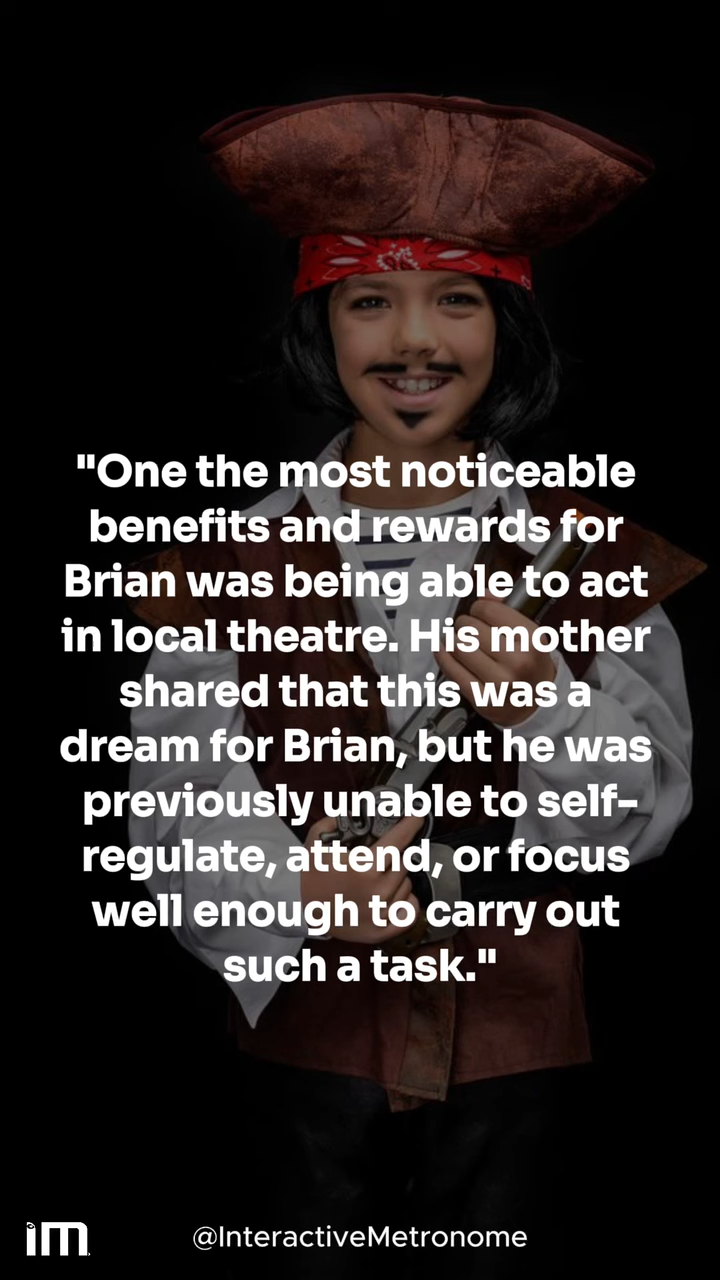 "One the most noticeable
benefits and rewards for
Brian was being able to act
in local theatre. His mother
shared that this was a
dream for Brian, but he was
previously unable to self-
regulate, attend, or focus
well enough to carry out
such a task."
im
@InteractiveMetronome